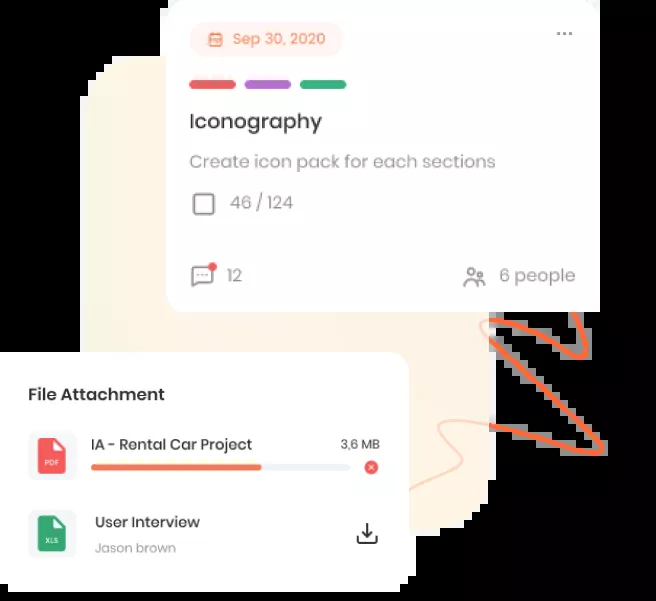 Sep 30, 2020
Iconography
Create icon pack for each sections
46 / 124
12
6 people
File Attachment
IA - Rental Car Project
3,6 MB
PDF
User Interview
XLS
Jason brown